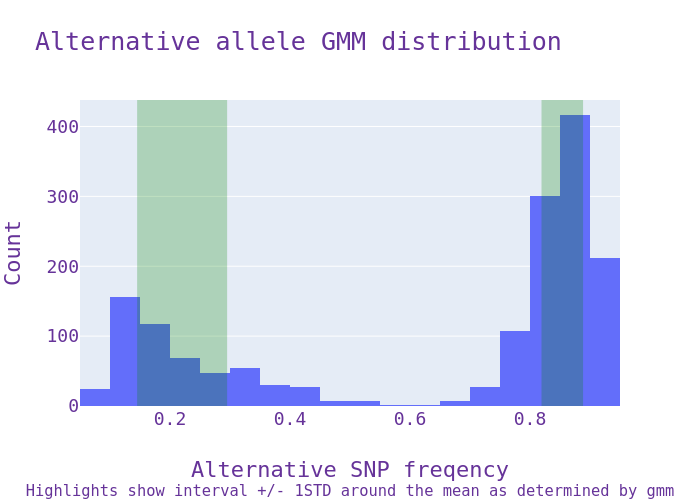 Alternative allele GMM distribution
400
300
200
100
0
Count
0.2 0.4 0.6 0.8
Alternative SNP freqency
Highlights show interval +/- 1STD around the mean as determined by gmm